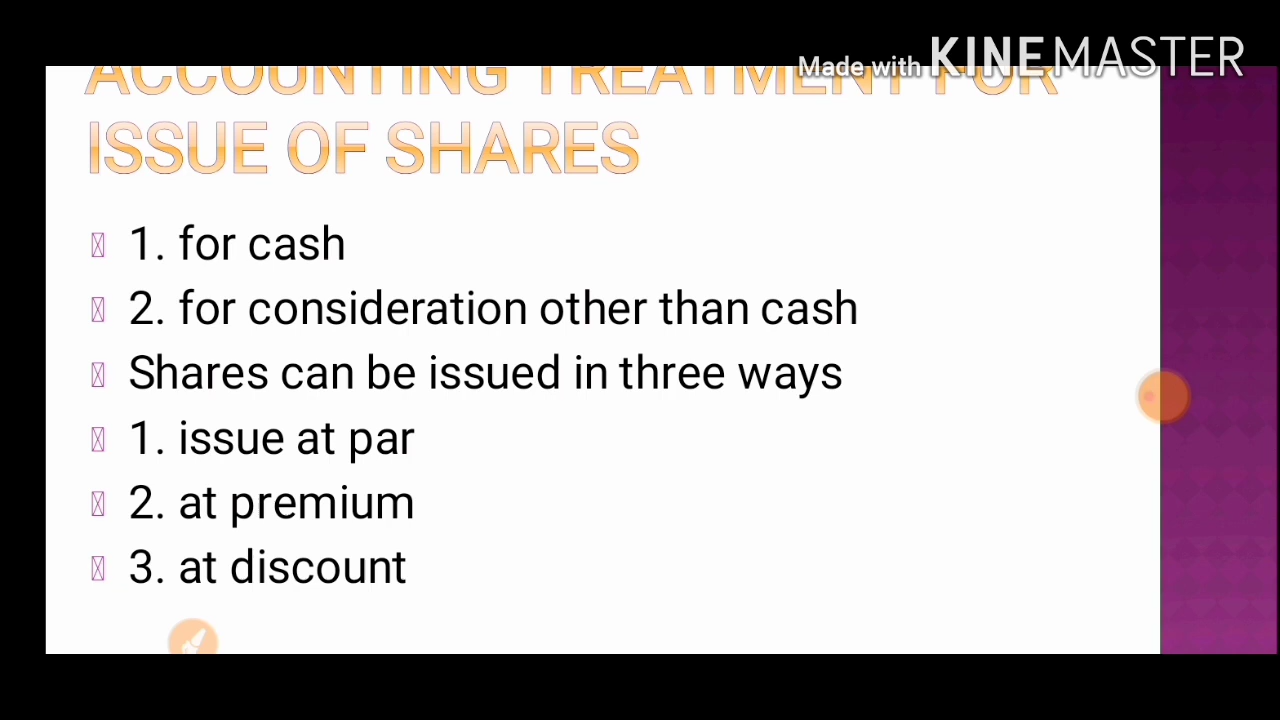 Made with KINEMASTER
ACCOUNTING TREATMENT FOR
ISSUE OF SHARES
1. for cash
2. for consideration other than cash
Shares can be issued in three ways
1. issue at par
2. at premium
3. at discount